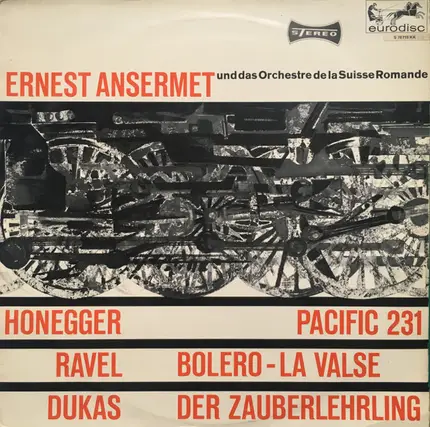 STEREO
eurodisc
ERNEST ANSERMET und das Orchestre de la Suisse Romande
HONEGGER PACIFIC 231
RAVEL BOLERO - LA VALSE
DUKAS DER ZAUBERLEHRLING